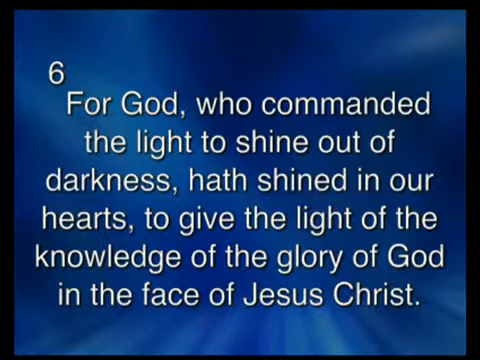 6
For God, who commanded
the light to shine out of
darkness, hath shined in our
hearts, to give the light of the
knowledge of the glory of God
in the face of Jesus Christ.